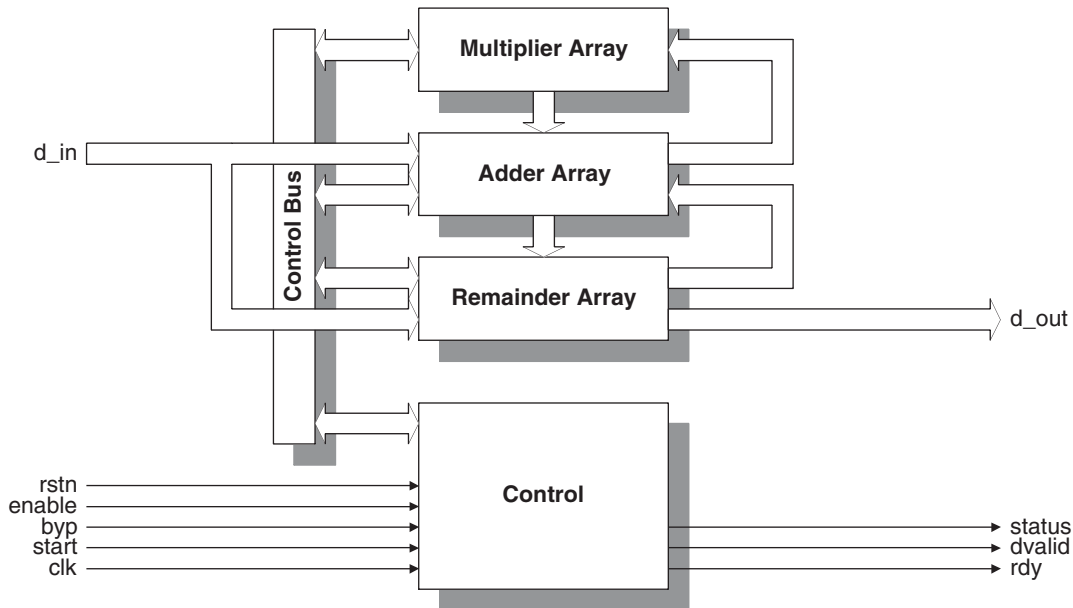 Multiplier Array
d_in
Adder Array
Control Bus
Remainder Array
d_out
Control
rstn
enable
byp
start
clk
status
dvalid
rdy